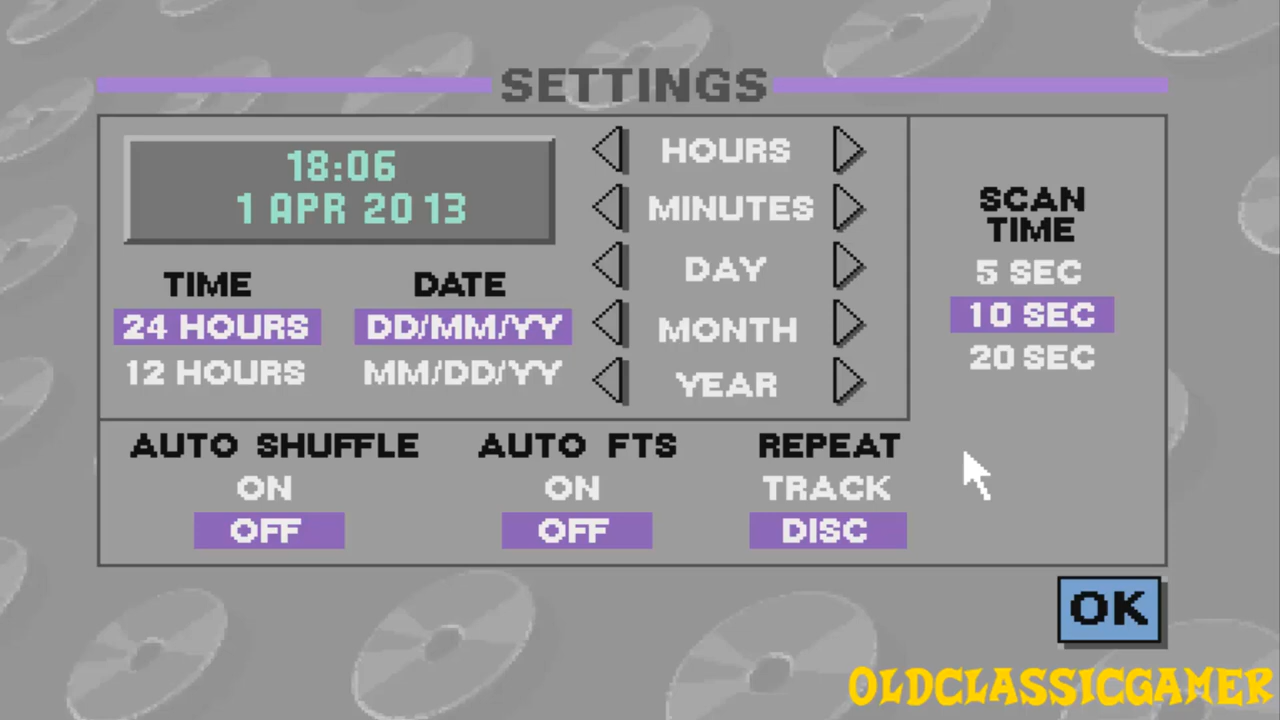 SETTINGS
18:06
1 APR 2013
HOURS
MINUTES
DAY
MONTH
YEAR
TIME
24 HOURS
12 HOURS
DATE
DD/MM/YY
MM/DD/YY
SCAN
TIME
5 SEC
10 SEC
20 SEC
AUTO SHUFFLE
ON
OFF
AUTO FTS
ON
OFF
REPEAT
TRACK
DISC
OK
OLDCLASSICGAMER